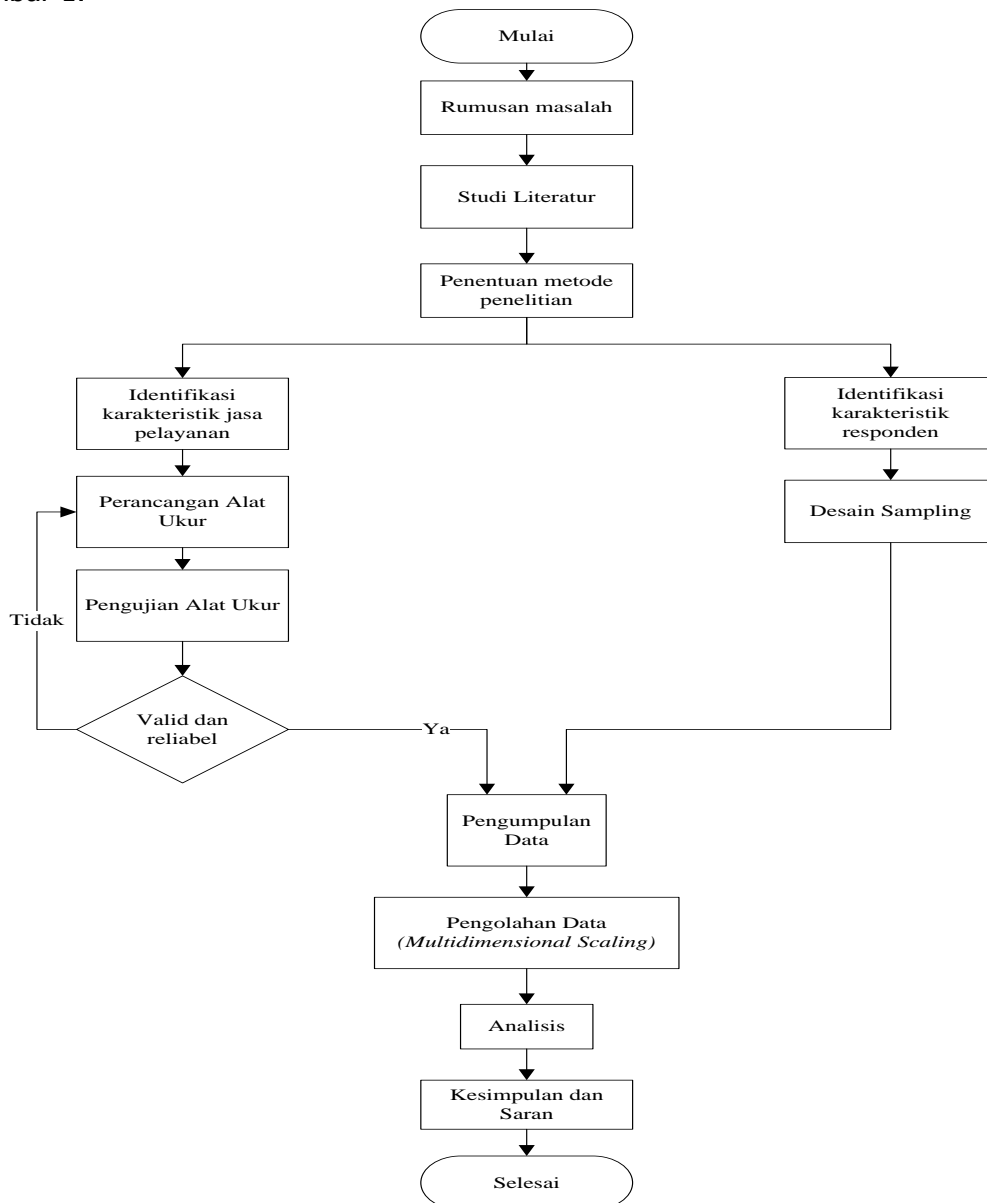 Mulai
Rumusan masalah
Studi Literatur
Penentuan metode
penelitian
Identifikasi
karakteristik jasa
pelayanan
Identifikasi
karakteristik
responden
Perancangan Alat
Ukur
Desain Sampling
Pengujian Alat Ukur
Tidak
Valid dan
reliabel
Ya
Pengumpulan
Data
Pengolahan Data
(Multidimensional Scaling)
Analisis
Kesimpulan dan
Saran
Selesai